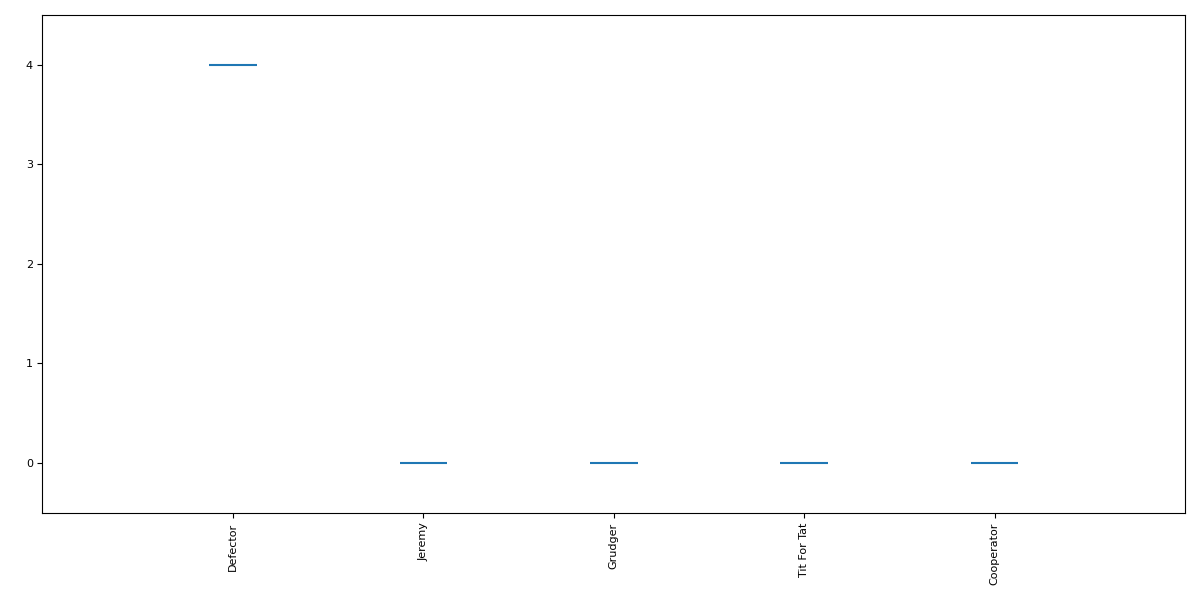 4
3
2
1
0
Defector
Jeremy
Grudger
Tit For Tat
Cooperator